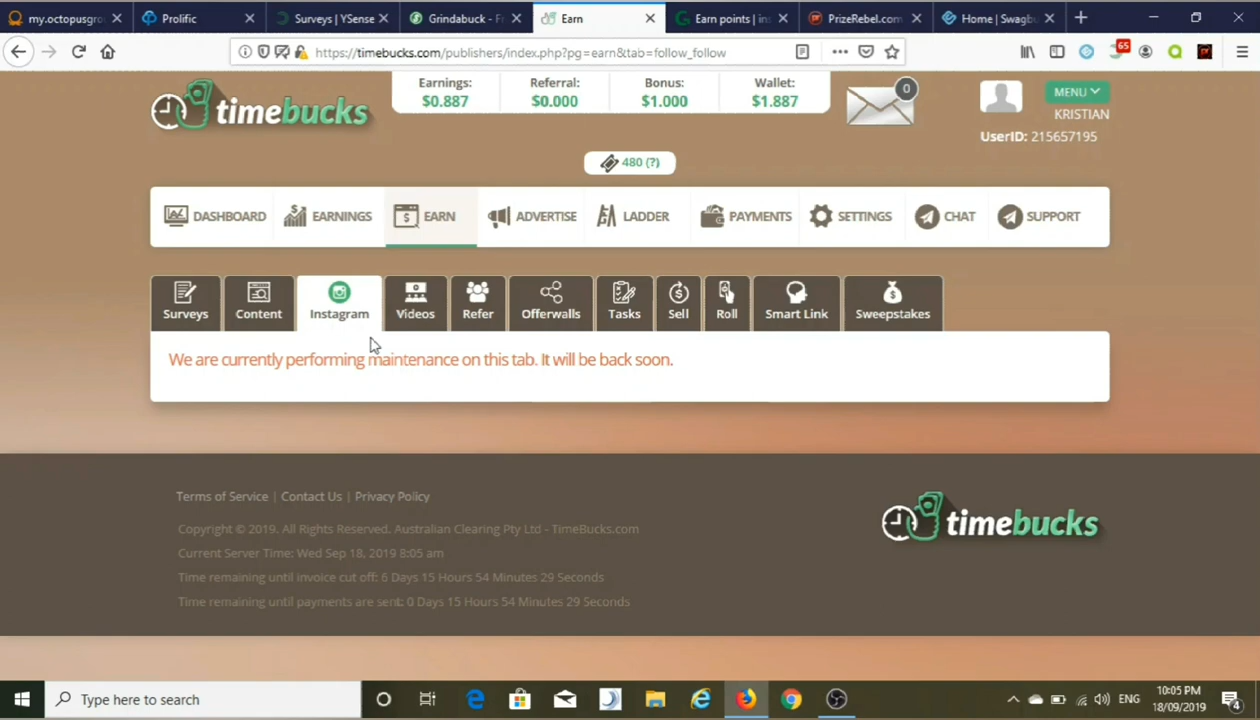 my.octopusgro
Prolific
Surveys | YSense
Grindabuck - F
Earn
Earn points | ins
PrizeRebel.com
Home | Swagbu
https://timebucks.com/publishers/index.php?pg=earn&tab=follow_follow
65
timebucks
Earnings:
$0.887
Referral:
$0.000
Bonus:
$1.000
Wallet:
$1.887
0
MENU
KRISTIAN
UserID: 215657195
480 (?)
DASHBOARD
EARNINGS
EARN
ADVERTISE
LADDER
PAYMENTS
SETTINGS
CHAT
SUPPORT
Surveys
Content
Instagram
Videos
Refer
Offerwalls
Tasks
Sell
Roll
Smart Link
Sweepstakes
We are currently performing maintenance on this tab. It will be back soon.
Terms of Service | Contact Us | Privacy Policy
Copyright © 2019. All Rights Reserved. Australian Clearing Pty Ltd - TimeBucks.com
Current Server Time: Wed Sep 18, 2019 8:05 am
Time remaining until invoice cut off: 6 Days 15 Hours 54 Minutes 29 Seconds
Time remaining until payments are sent: 0 Days 15 Hours 54 Minutes 29 Seconds
timebucks
Type here to search
ENG
10:05 PM
18/09/2019
4